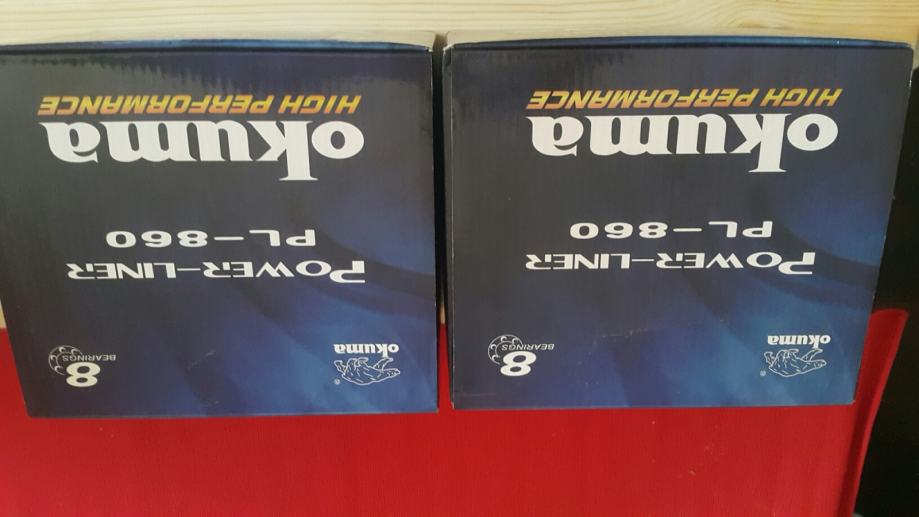 okuma
8 BEARINGS
POWER-LINER
PL-860
okuma
HIGH PERFORMANCE
okuma
8 BEARINGS
POWER-LINER
PL-860
okuma
HIGH PERFORMANCE